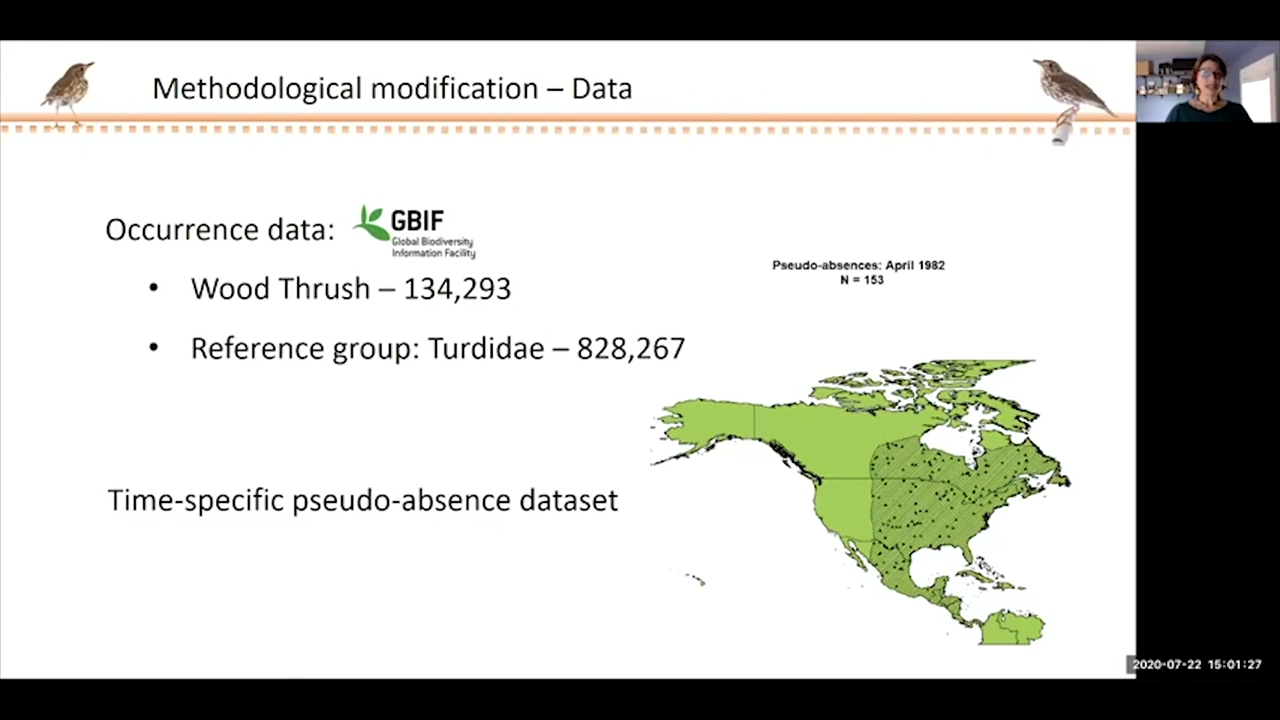 Methodological modification – Data
Occurrence data:
GBIF
Global Biodiversity
Information Facility
• Wood Thrush – 134,293
• Reference group: Turdidae – 828,267
Pseudo-absences: April 1982
N = 153
Time-specific pseudo-absence dataset
2020-07-22 15:01:27